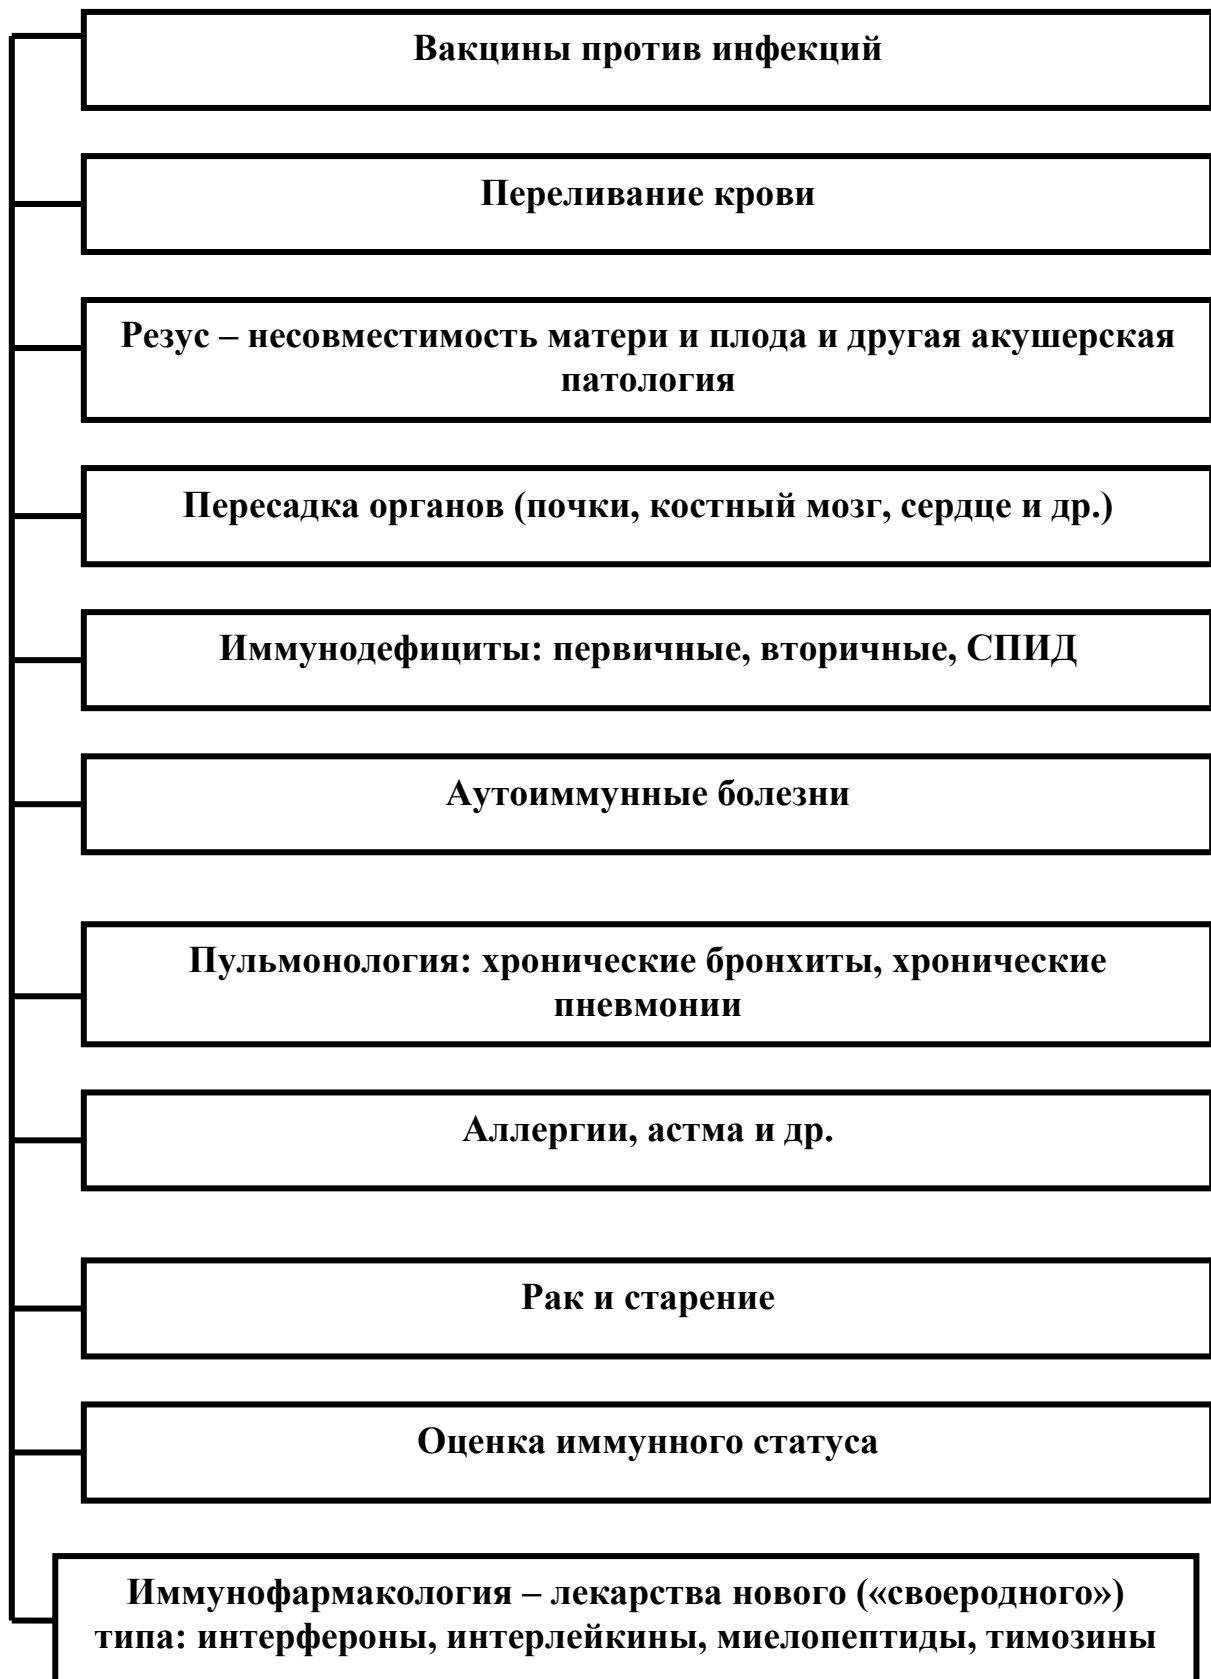 Вакцины против инфекций
Переливание крови
Резус – несовместимость матери и плода и другая акушерская
патология
Пересадка органов (почки, костный мозг, сердце и др.)
Иммунодефициты: первичные, вторичные, СПИД
Аутоиммунные болезни
Пульмонология: хронические бронхиты, хронические
пневмонии
Аллергии, астма и др.
Рак и старение
Оценка иммунного статуса
Иммунофармакология – лекарства нового («своеродного»)
типа: интерфероны, интерлейкины, миелопептиды, тимозины